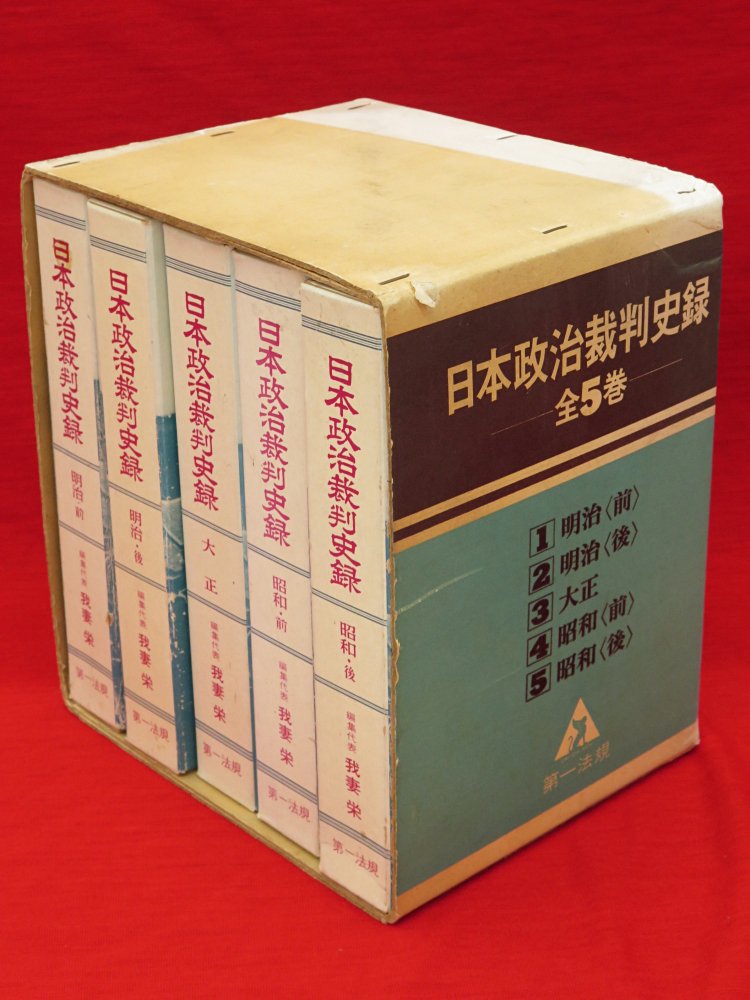 日本政治裁判史録
明治・前
編集代表 我妻 栄
第一法規
日本政治裁判史録
明治・後
編集代表 我妻 栄
第一法規
日本政治裁判史録
大正
編集代表 我妻 栄
第一法規
日本政治裁判史録
昭和・前
編集代表 我妻 栄
第一法規
日本政治裁判史録
昭和・後
編集代表 我妻 栄
第一法規
日本政治裁判史録
全5巻
1 明治〈前〉
2 明治〈後〉
3 大正
4 昭和〈前〉
5 昭和〈後〉
第一法規